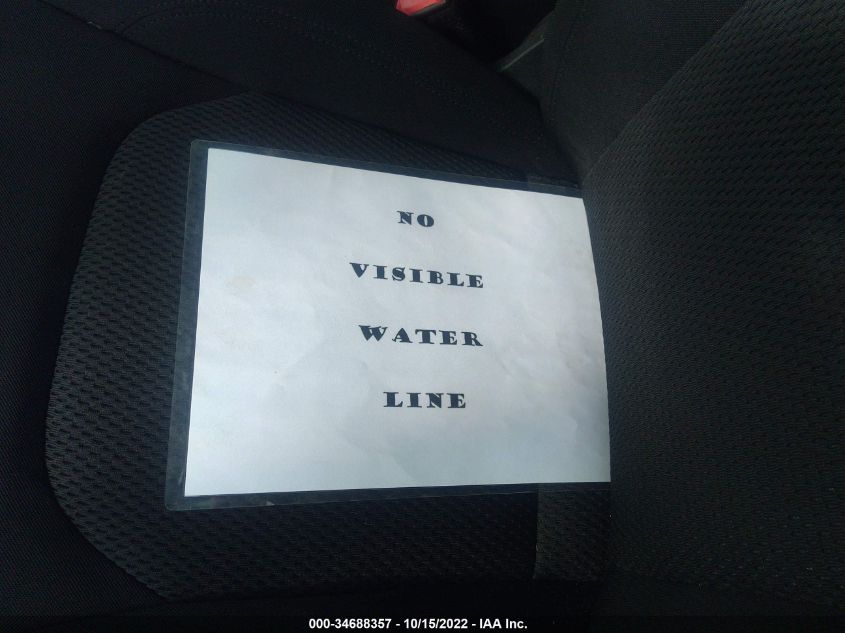 NO
VISIBLE
WATER
LINE
000-34688357 - 10/15/2022 - IAA Inc.